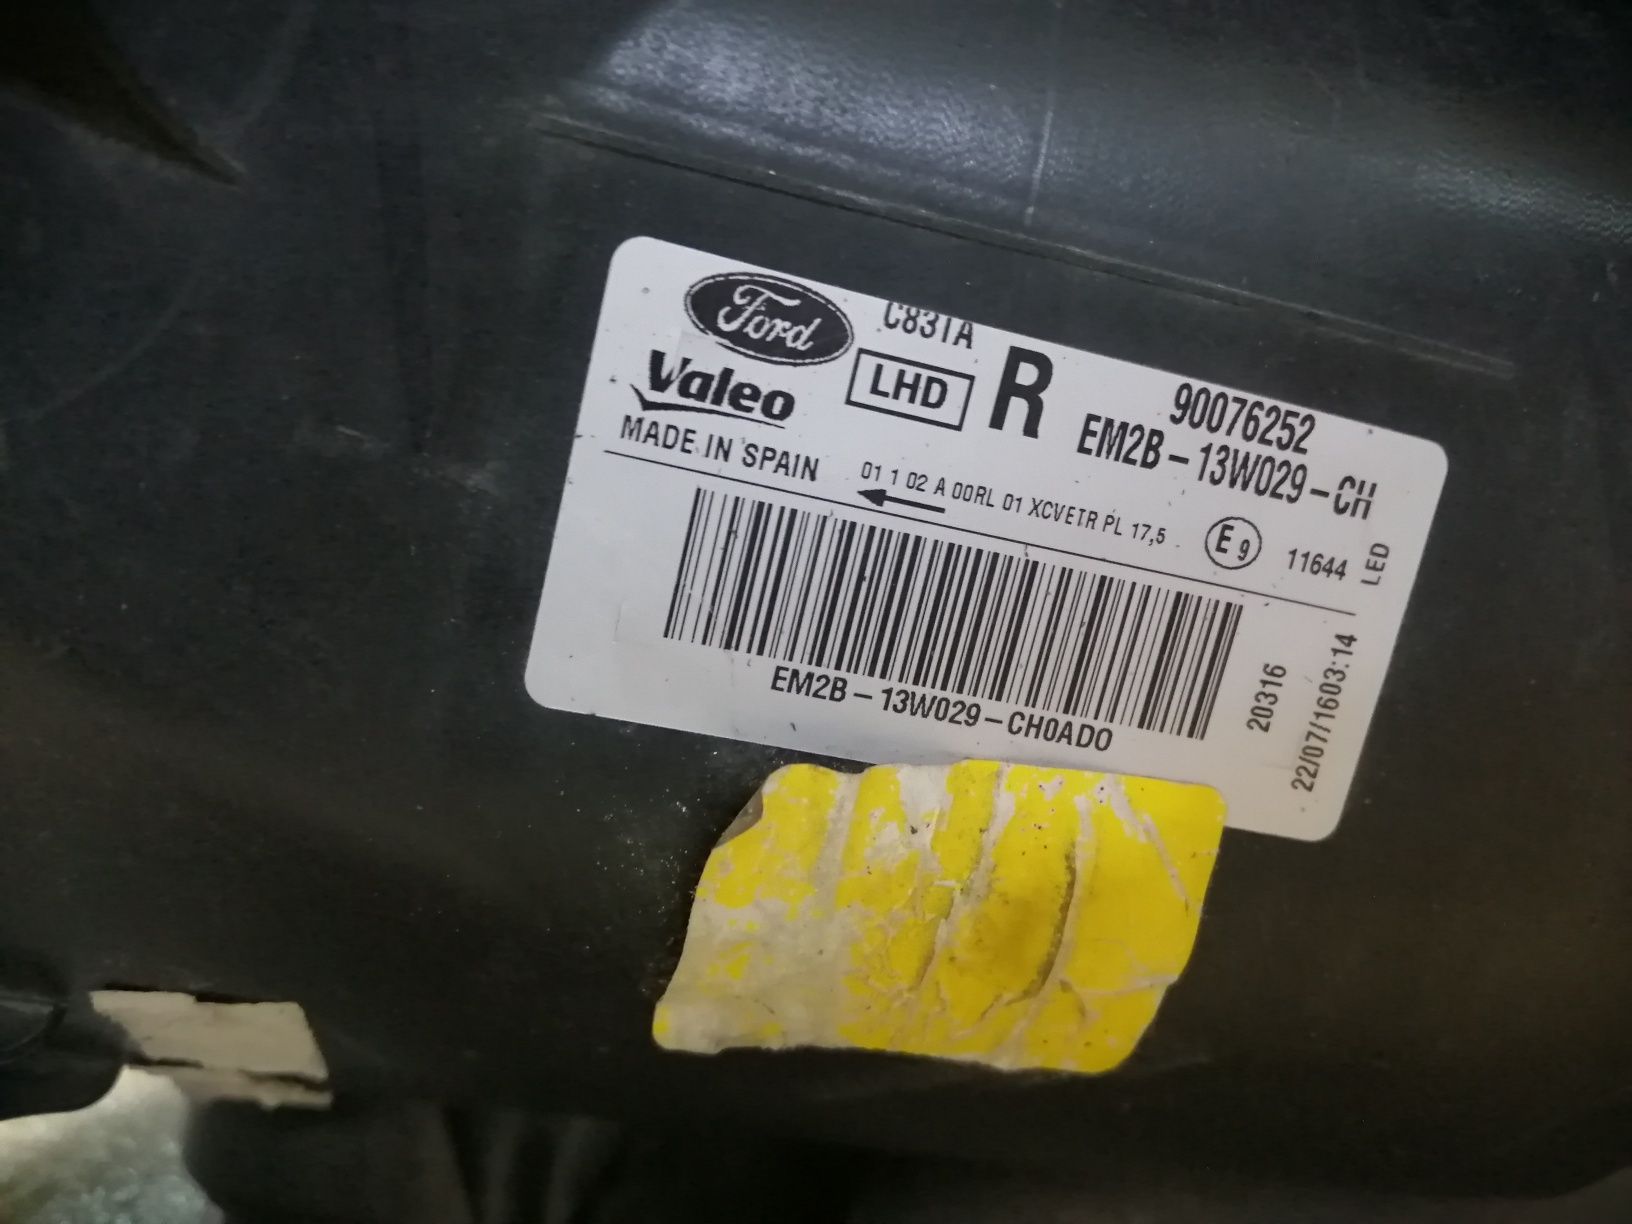 Ford
C83TA
Valeo
LHD
R
90076252
EM2B-13W029-CH
MADE IN SPAIN
01 1 02 A 00RL 01 XCVETR PL 17,5
E9
11644
LED
EM2B-13W029-CH0AD0
20316
22/07/1603:14